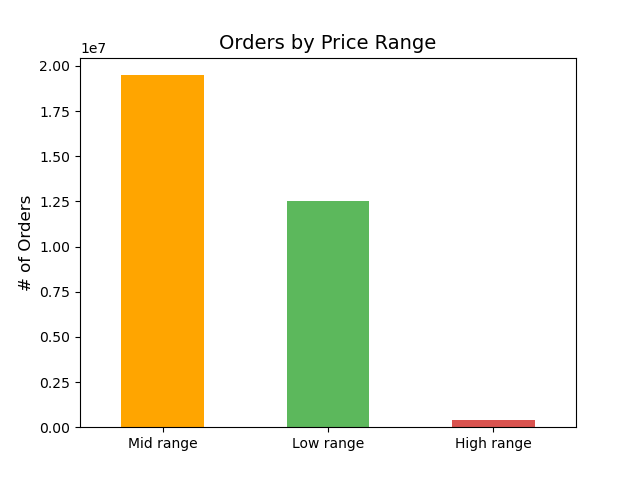 Orders by Price Range
1e7
# of Orders
2.00
1.75
1.50
1.25
1.00
0.75
0.50
0.25
0.00
Mid range
Low range
High range